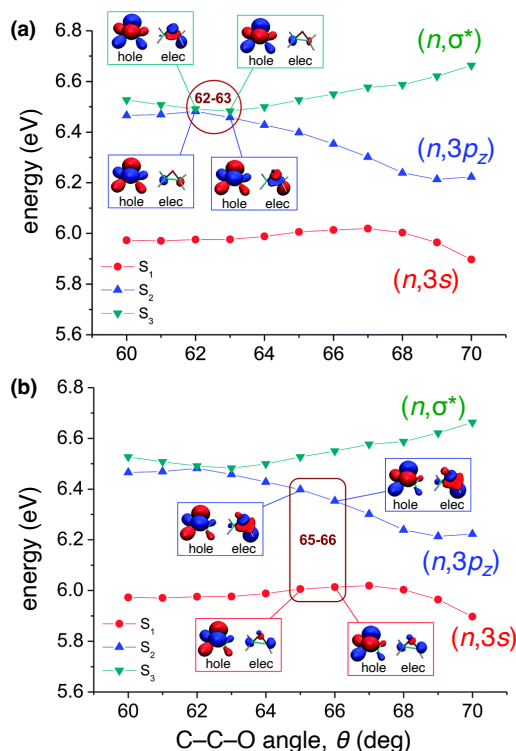 (a)
hole elec
hole elec
62-63
(n,σ*)
(n,3pz)
(n,3s)
hole elec
hole elec
S1
S2
S3
energy (eV)
6.8
6.6
6.4
6.2
6.0
5.8
5.6
60 62 64 66 68 70
(b)
(n,σ*)
(n,3pz)
(n,3s)
hole elec
hole elec
65-66
hole elec
hole elec
S1
S2
S3
energy (eV)
6.8
6.6
6.4
6.2
6.0
5.8
5.6
60 62 64 66 68 70
C–C–O angle, θ (deg)